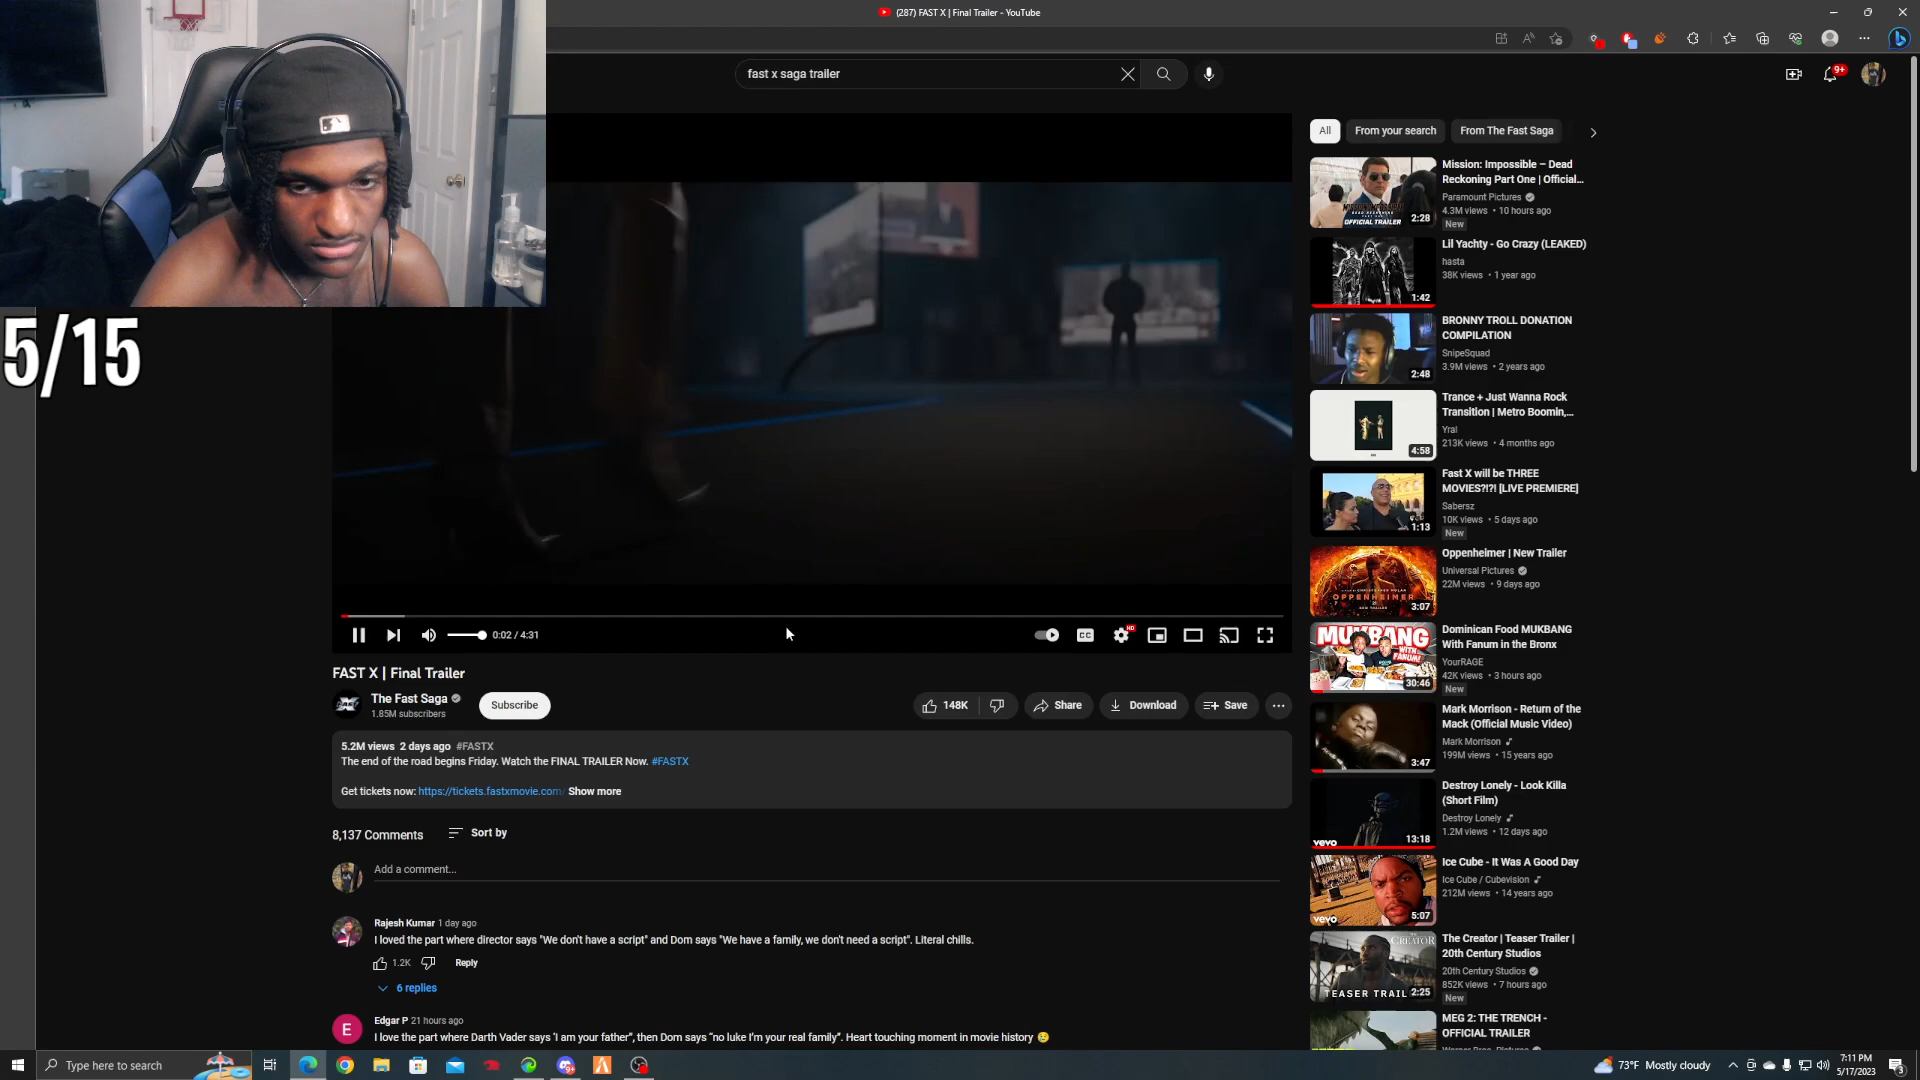 (287) FAST X | Final Trailer - YouTube
fast x saga trailer
9+
5/15
All
From your search
From The Fast Saga
Mission: Impossible – Dead
Reckoning Part One | Official...
Paramount Pictures
4.3M views • 10 hours ago
New
OFFICIAL TRAILER
2:28
Lil Yachty - Go Crazy (LEAKED)
hasta
38K views • 1 year ago
1:42
BRONNY TROLL DONATION
COMPILATION
SnipeSquad
3.9M views • 2 years ago
2:48
Trance + Just Wanna Rock
Transition | Metro Boomin,...
Yral
213K views • 4 months ago
4:58
Fast X will be THREE
MOVIES?!?! [LIVE PREMIERE]
Sabersz
10K views • 5 days ago
New
1:13
Oppenheimer | New Trailer
Universal Pictures
22M views • 9 days ago
OPPENHEIMER
3:07
Dominican Food MUKBANG
With Fanum in the Bronx
YourRAGE
42K views • 3 hours ago
New
MUKBANG
WITH FANUM!
30:46
Mark Morrison - Return of the
Mack (Official Music Video)
Mark Morrison
199M views • 15 years ago
3:47
Destroy Lonely - Look Killa
(Short Film)
Destroy Lonely
1.2M views • 12 days ago
vevo
13:18
Ice Cube - It Was A Good Day
Ice Cube / Cubevision
212M views • 14 years ago
vevo
5:07
The Creator | Teaser Trailer |
20th Century Studios
20th Century Studios
852K views • 7 hours ago
New
CREATOR
TEASER TRAIL
2:25
MEG 2: THE TRENCH -
OFFICIAL TRAILER
0:02 / 4:31
CC
HD
FAST X | Final Trailer
The Fast Saga
1.85M subscribers
Subscribe
148K
Share
Download
Save
5.2M views 2 days ago #FASTX
The end of the road begins Friday. Watch the FINAL TRAILER Now. #FASTX
Get tickets now: https://tickets.fastxmovie.com/ Show more
8,137 Comments
Sort by
Add a comment...
Rajesh Kumar 1 day ago
I loved the part where director says "We don't have a script" and Dom says "We have a family, we don't need a script". Literal chills.
1.2K
Reply
6 replies
E
Edgar P 21 hours ago
I love the part where Darth Vader says 'I am your father", then Dom says "no luke I'm your real family". Heart touching moment in movie history 😢
Type here to search
73°F Mostly cloudy
7:11 PM
5/17/2023
3